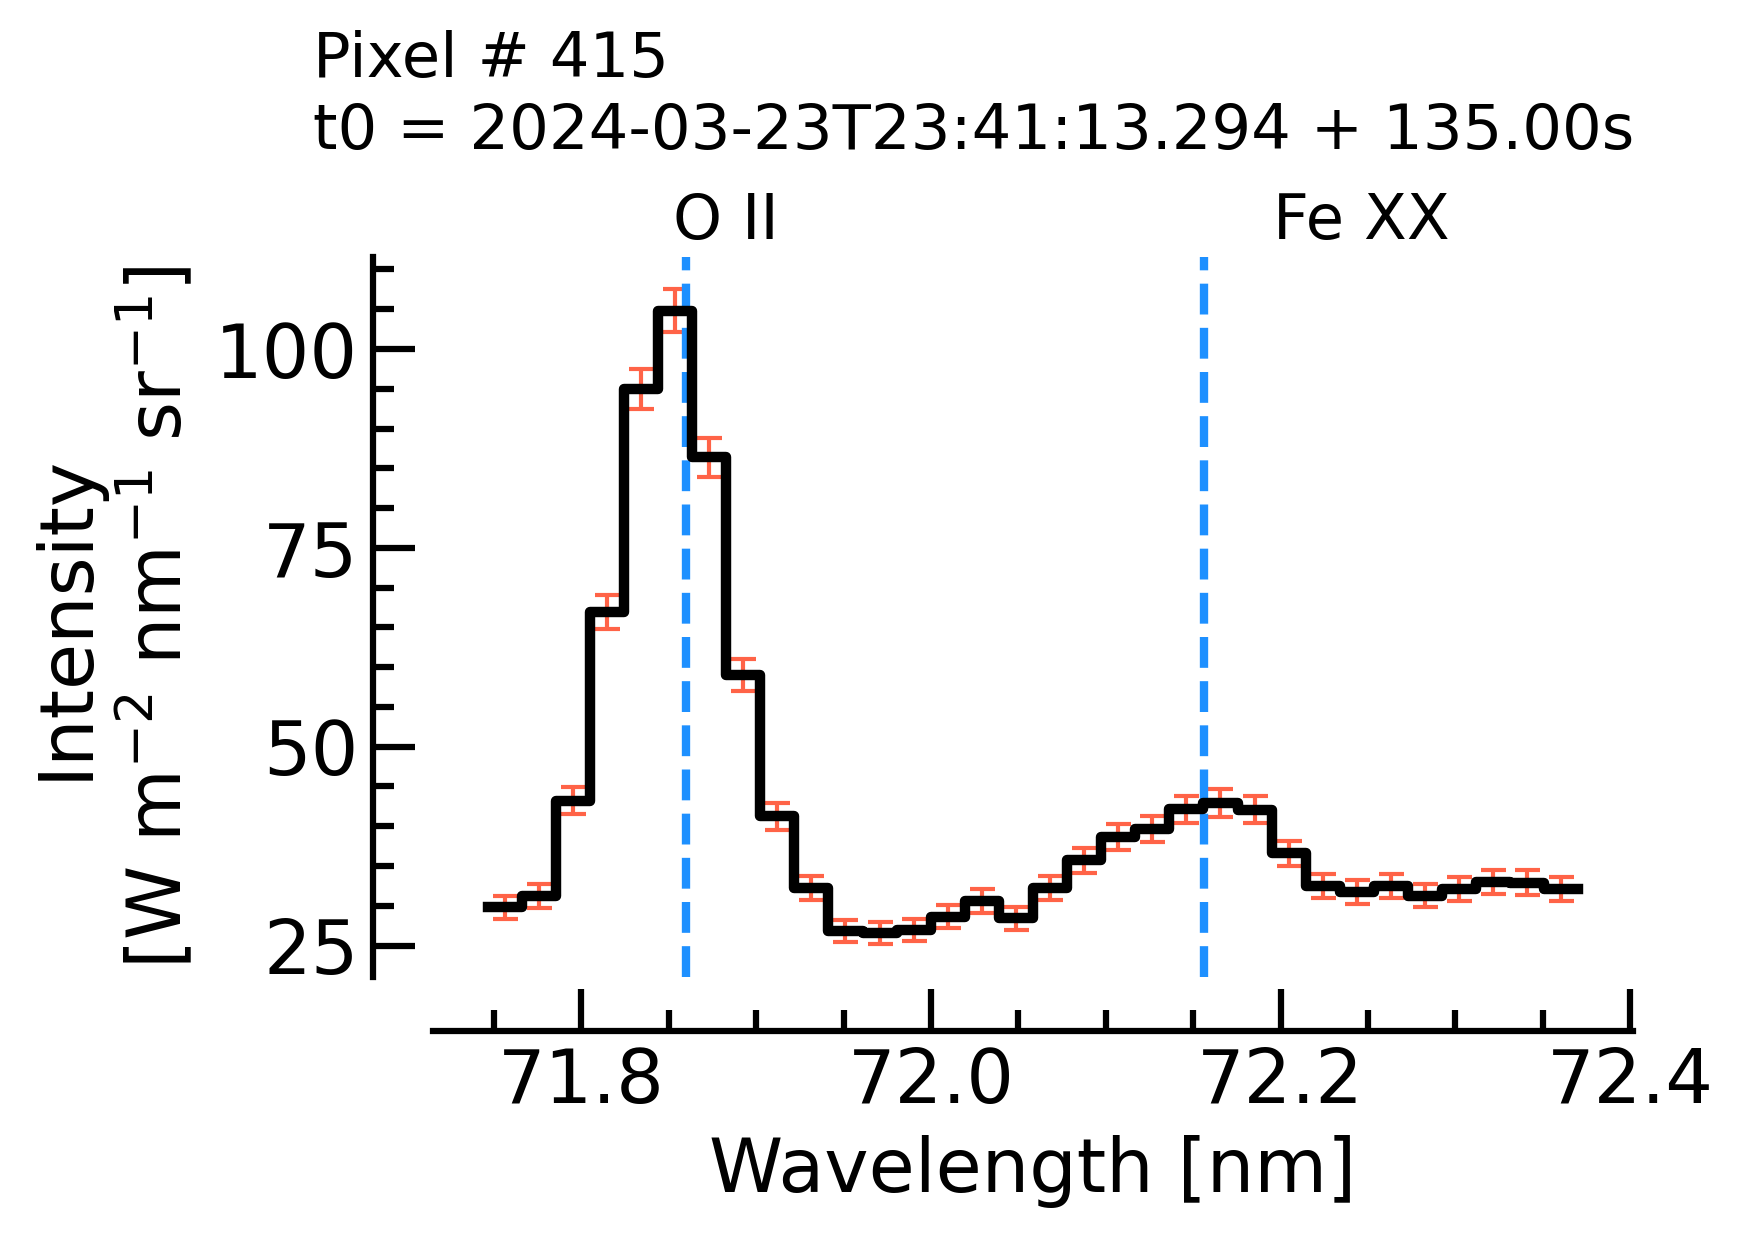 Pixel # 415
t0 = 2024-03-23T23:41:13.294 + 135.00s
O II
Fe XX
Intensity
[W m⁻² nm⁻¹ sr⁻¹]
100
75
50
25
71.8 72.0 72.2 72.4
Wavelength [nm]